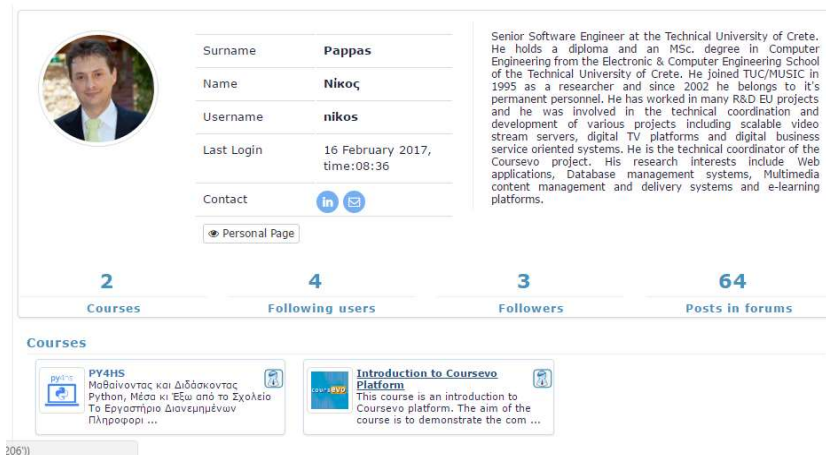 Surname Pappas
Name Νίκος
Username nikos
Last Login 16 February 2017,
time:08:36
Contact
Personal Page
Senior Software Engineer at the Technical University of Crete.
He holds a diploma and an MSc. degree in Computer
Engineering from the Electronic & Computer Engineering School
of the Technical University of Crete. He joined TUC/MUSIC in
1995 as a researcher and since 2002 he belongs to it's
permanent personnel. He has worked in many R&D EU projects
and he was involved in the technical coordination and
development of various projects including scalable video
stream servers, digital TV platforms and digital business
service oriented systems. He is the technical coordinator of the
Coursevo project. His research interests include Web
applications, Database management systems, Multimedia
content management and delivery systems and e-learning
platforms.
2 4 3 64
Courses Following users Followers Posts in forums
Courses
PY4HS
Μαθαίνοντας και Διδάσκοντας
Python, Μέσα κι Έξω από το Σχολείο
Το Εργαστήριο Διανεμημένων
Πληροφορι ...
Introduction to Coursevo
Platform
This course is an introduction to
Coursevo platform. The aim of the
course is to demonstrate the com ...
206"))